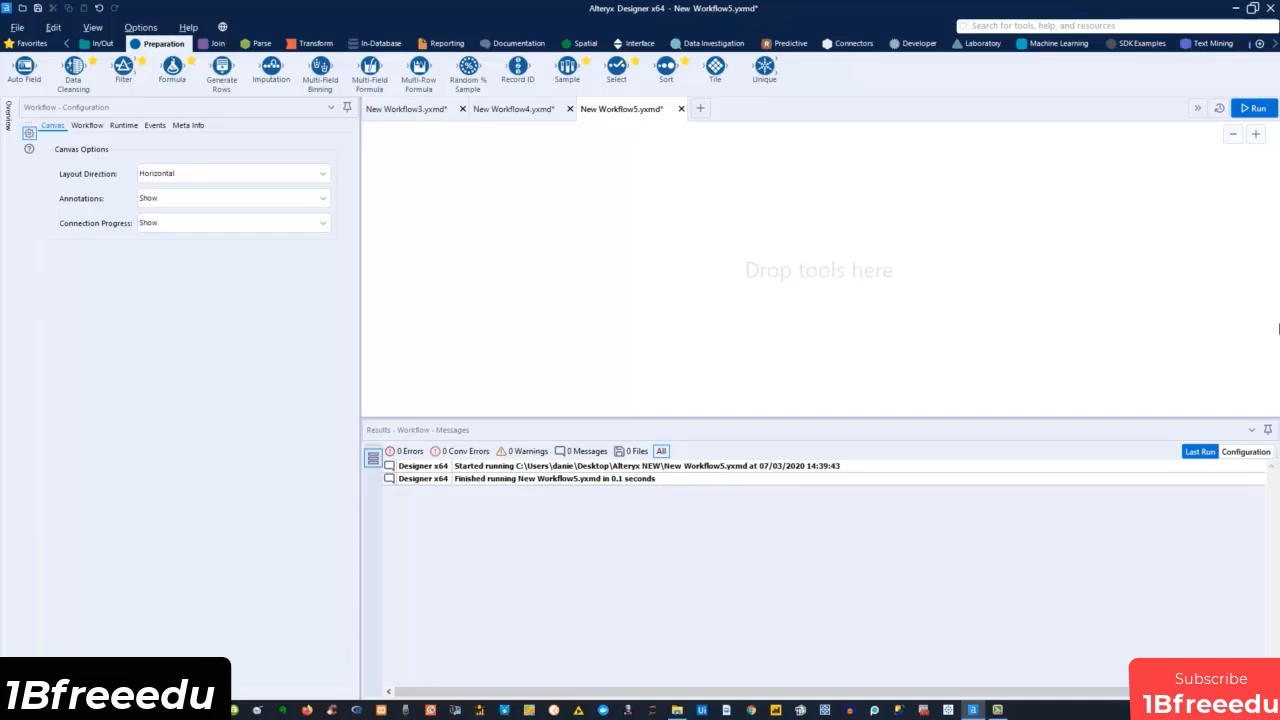 Alteryx Designer x64 - New Workflow5.yxmd*
File Edit View Options Help
Search for tools, help, and resources
Favorites In/Out Preparation Join Parse Transform In-Database Reporting Documentation Spatial Interface Data Investigation Predictive Connectors Developer Laboratory Machine Learning SDK Examples Text Mining
Auto Field Data Cleansing Filter Formula Generate Rows Imputation Multi-Field Binning Multi-Field Formula Multi-Row Formula Random % Sample Record ID Sample Select Sort Tile Unique
Overview
Workflow - Configuration
New Workflow3.yxmd* New Workflow4.yxmd* New Workflow5.yxmd*
Run
Canvas Workflow Runtime Events Meta Info
Canvas Options
Layout Direction: Horizontal
Annotations: Show
Connection Progress: Show
Drop tools here
Results - Workflow - Messages
0 Errors 0 Conv Errors 0 Warnings 0 Messages 0 Files All
Last Run Configuration
Designer x64 Started running C:\Users\danie\Desktop\Alteryx NEW\New Workflow5.yxmd at 07/03/2020 14:39:43
Designer x64 Finished running New Workflow5.yxmd in 0.1 seconds
1Bfreeedu
Subscribe
1Bfreeedu